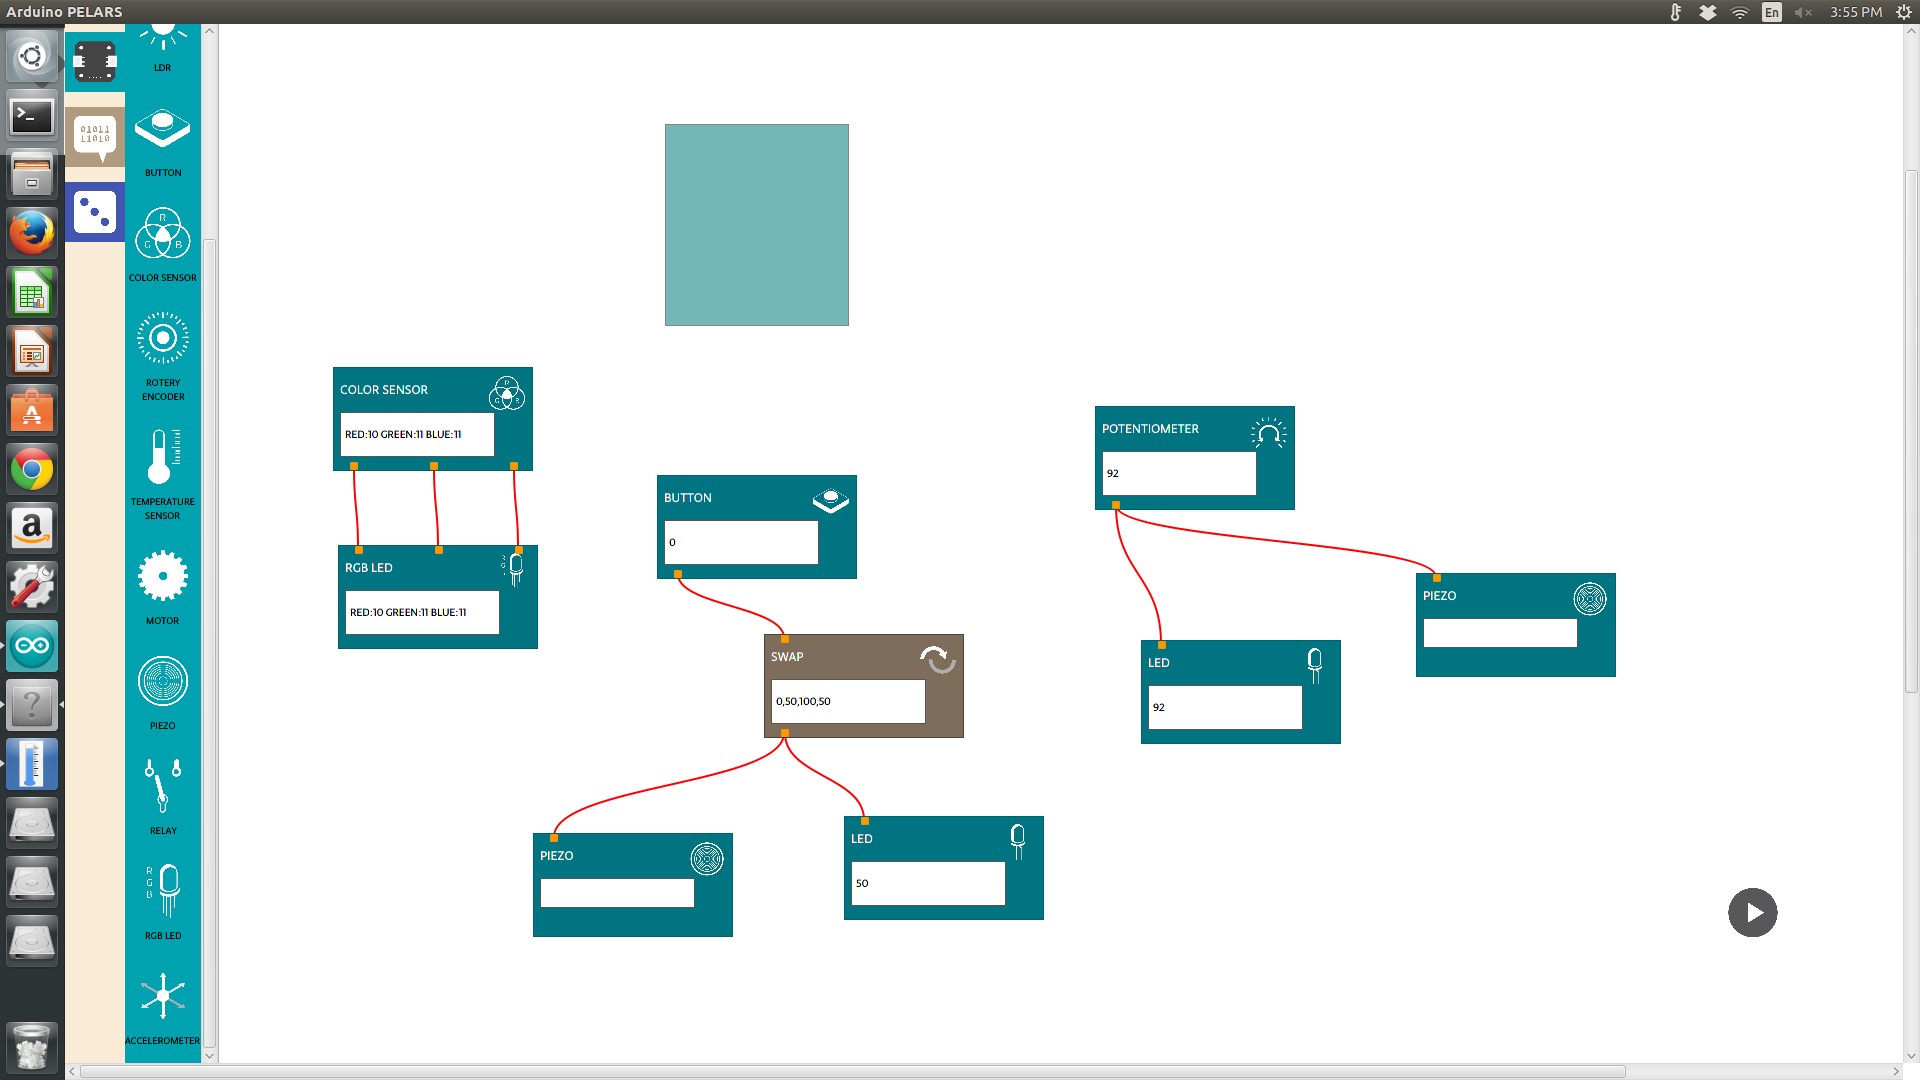 Arduino PELARS
En
3:55 PM
LDR
01011
11010
BUTTON
R
G B
COLOR SENSOR
ROTERY
ENCODER
TEMPERATURE
SENSOR
MOTOR
PIEZO
RELAY
R
G
B
RGB LED
ACCELEROMETER
COLOR SENSOR
RED:10 GREEN:11 BLUE:11
RGB LED
RED:10 GREEN:11 BLUE:11
BUTTON
0
SWAP
0,50,100,50
PIEZO
LED
50
POTENTIOMETER
92
LED
92
PIEZO